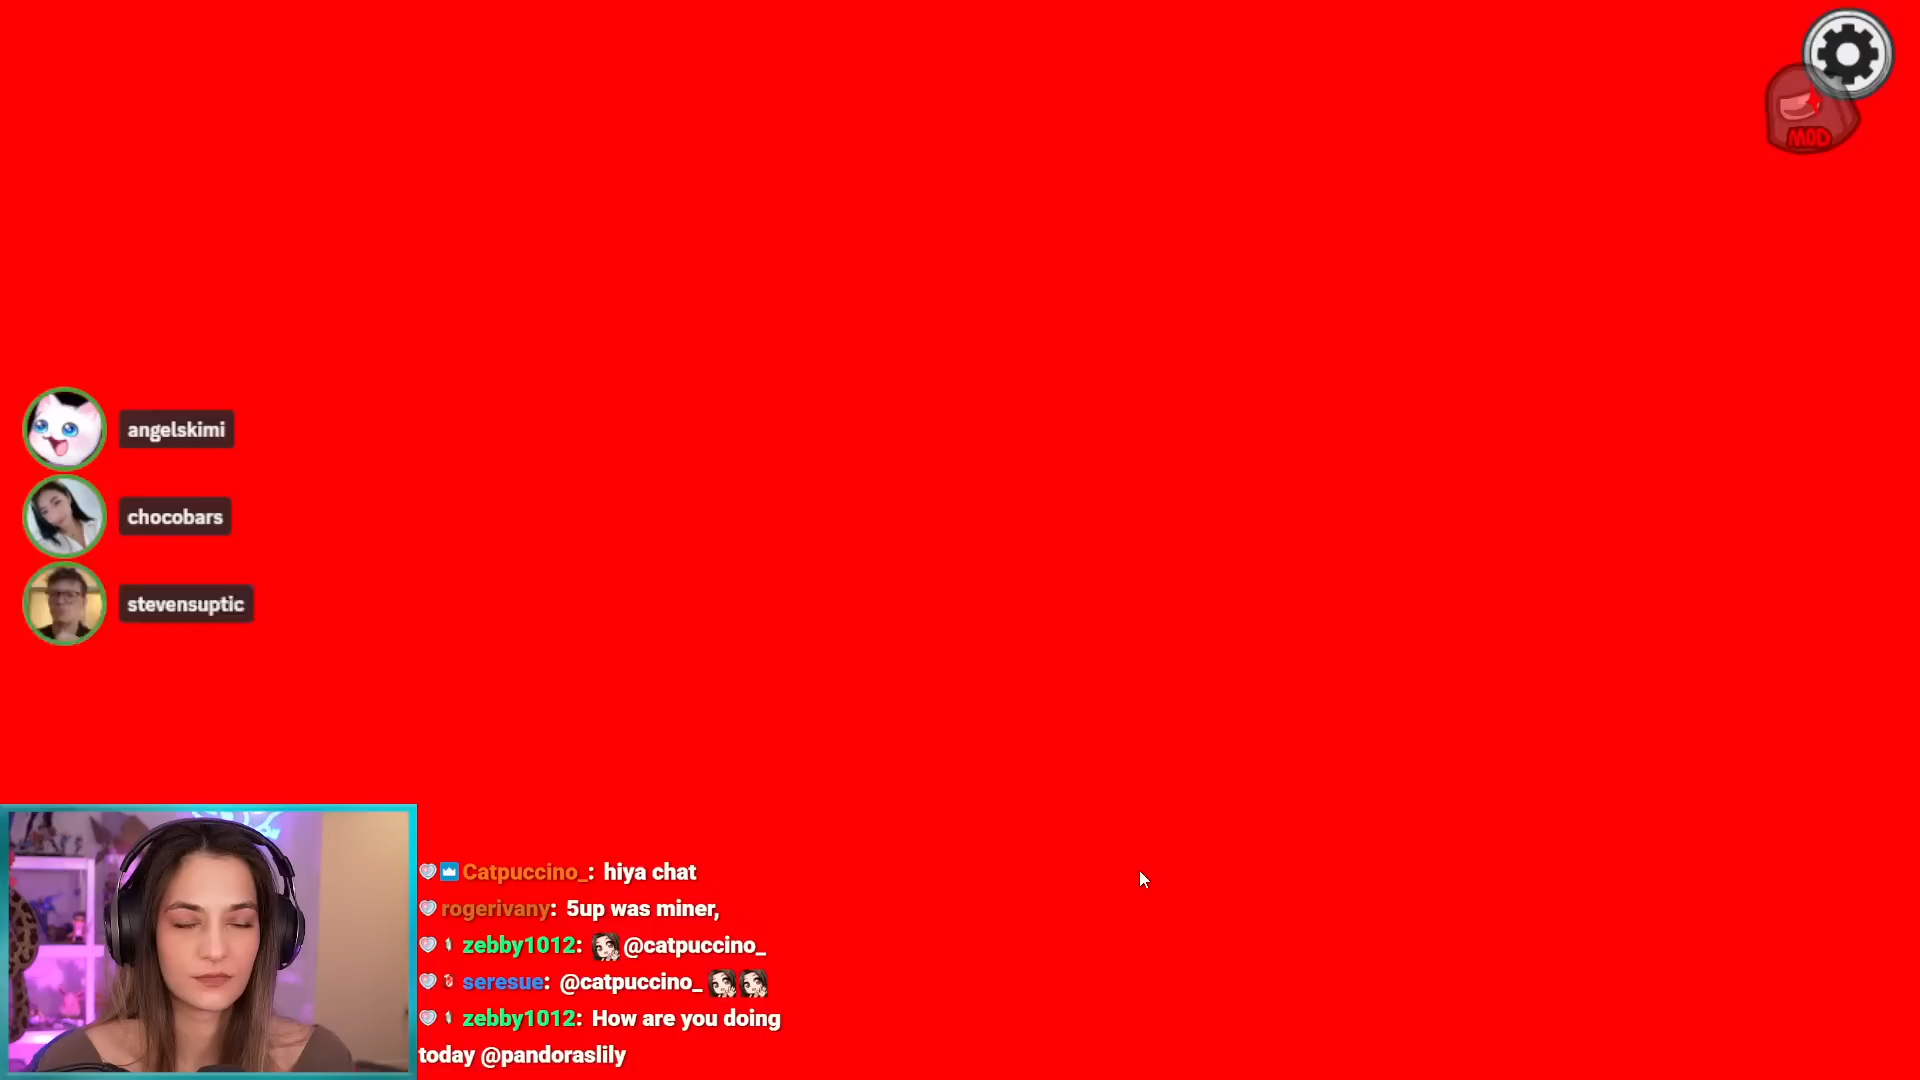 MOD
angelskimi
chocobars
stevensuptic
Catpuccino_: hiya chat
rogerivany: 5up was miner,
zebby1012: @catpuccino_
seresue: @catpuccino_
zebby1012: How are you doing
today @pandoraslily